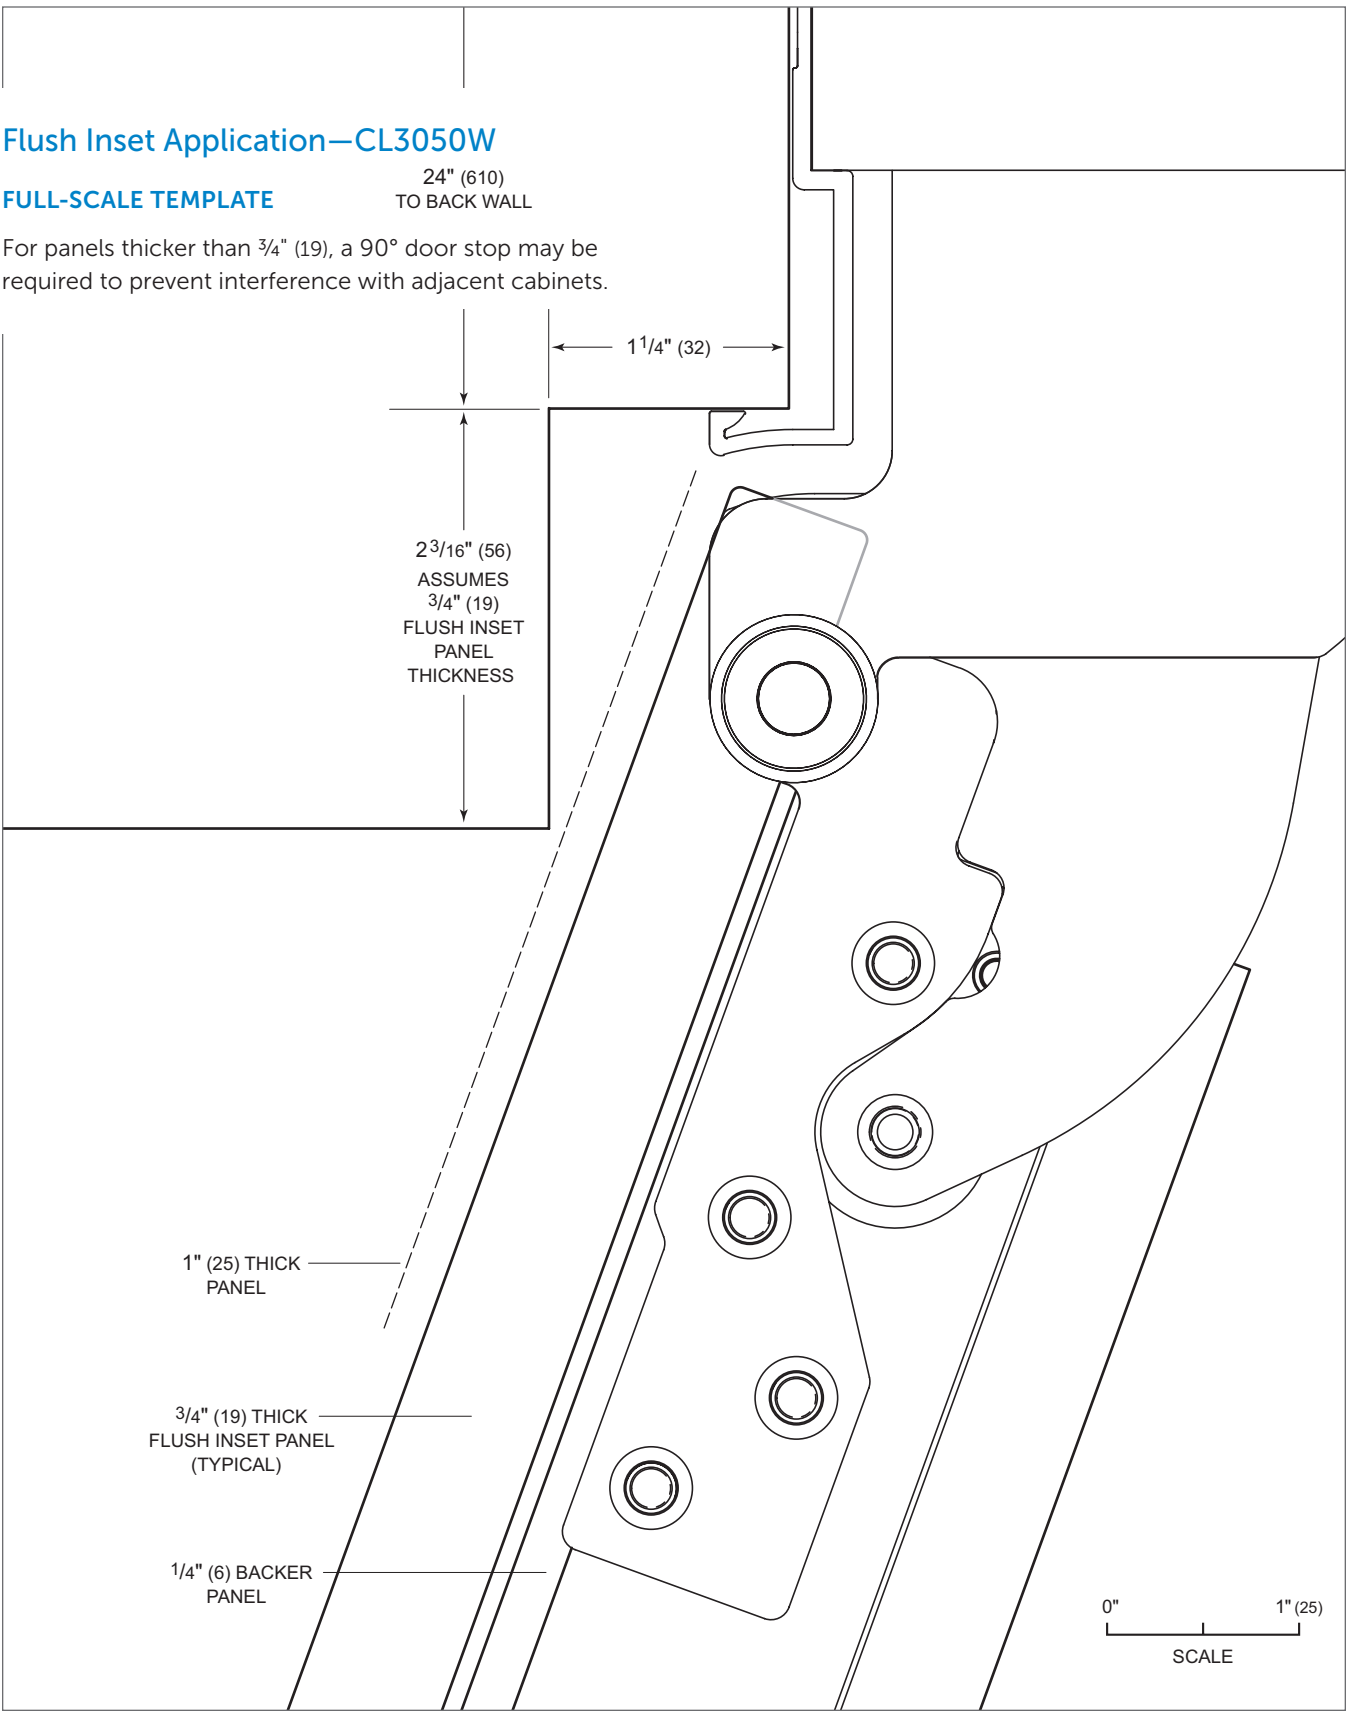 Flush Inset Application—CL3050W
24" (610)
FULL-SCALE TEMPLATE
TO BACK WALL
For panels thicker than 3/4" (19), a 90° door stop may be
required to prevent interference with adjacent cabinets.
1 1/4" (32)
2 3/16" (56)
ASSUMES
3/4" (19)
FLUSH INSET
PANEL
THICKNESS
1" (25) THICK
PANEL
3/4" (19) THICK
FLUSH INSET PANEL
(TYPICAL)
1/4" (6) BACKER
PANEL
0" 1" (25)
SCALE